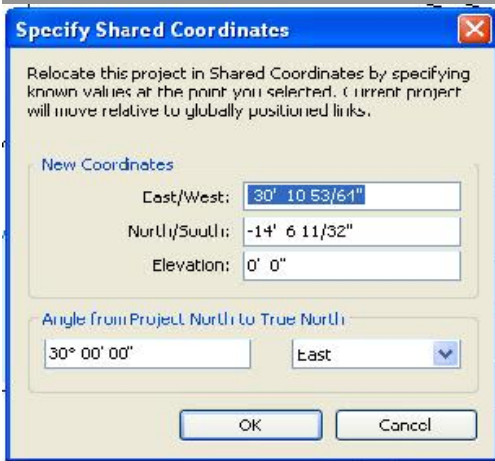 Specify Shared Coordinates
Relocate this project in Shared Coordinates by specifying
known values at the point you selected. Current project
will move relative to globally positioned links.
New Coordinates
East/West: 30' 10 53/64"
North/South: -14' 6 11/32"
Elevation: 0' 0"
Angle from Project North to True North
30° 00' 00" East
OK Cancel